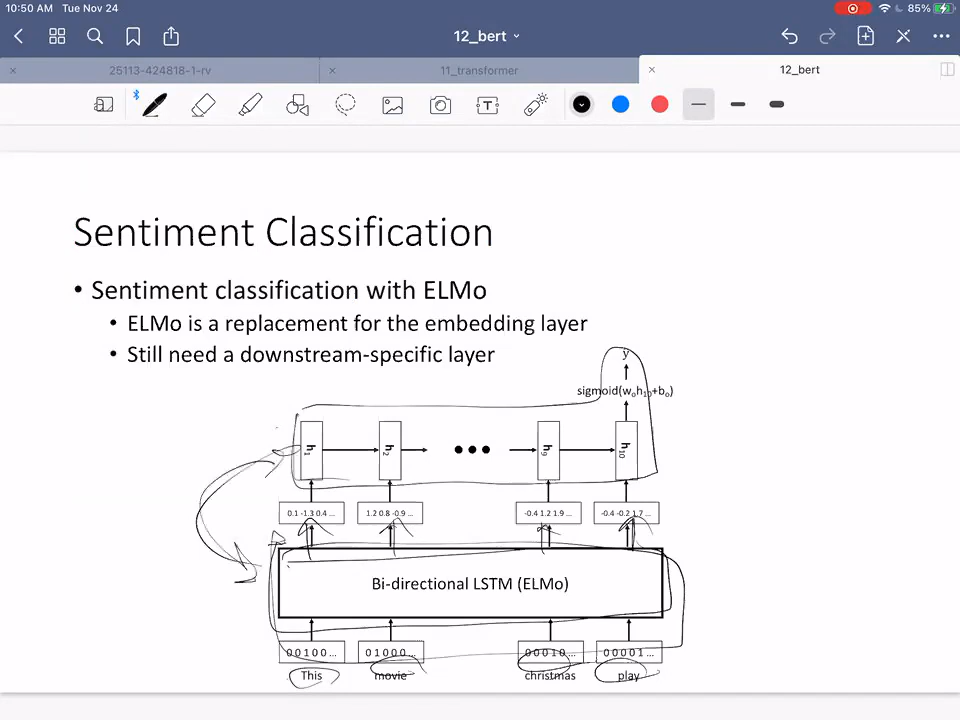 10:50 AM Tue Nov 24
85%
12_bert
25113-424818-1-rv
11_transformer
12_bert
T
Sentiment Classification
• Sentiment classification with ELMo
• ELMo is a replacement for the embedding layer
• Still need a downstream-specific layer
y
sigmoid(woh10+bo)
h1 h2 ••• h9 h10
0.1 -1.3 0.4 ... 1.2 0.8 -0.9 ... -0.4 1.2 1.9 ... -0.4 -0.2 1.7 ...
Bi-directional LSTM (ELMo)
0 0 1 0 0 ... 0 1 0 0 0 ... 0 0 0 1 0 ... 0 0 0 0 1 ...
This movie christmas play